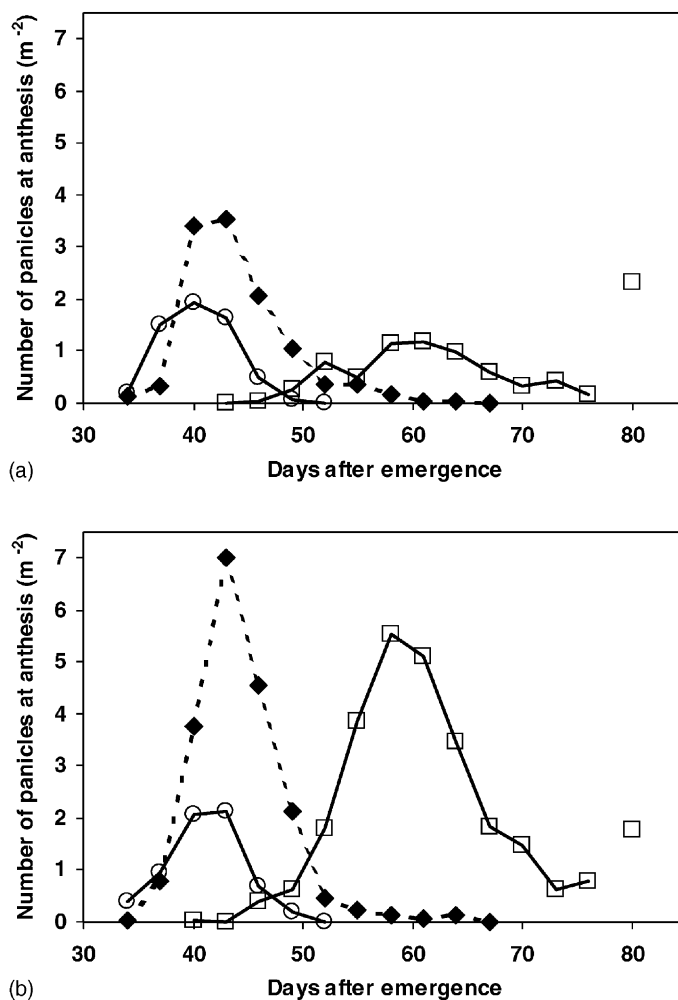 7
6
5
4
3
2
1
0
Number of panicles at anthesis (m⁻²)
30 40 50 60 70 80
(a)
Days after emergence
7
6
5
4
3
2
1
0
Number of panicles at anthesis (m⁻²)
30 40 50 60 70 80
(b)
Days after emergence